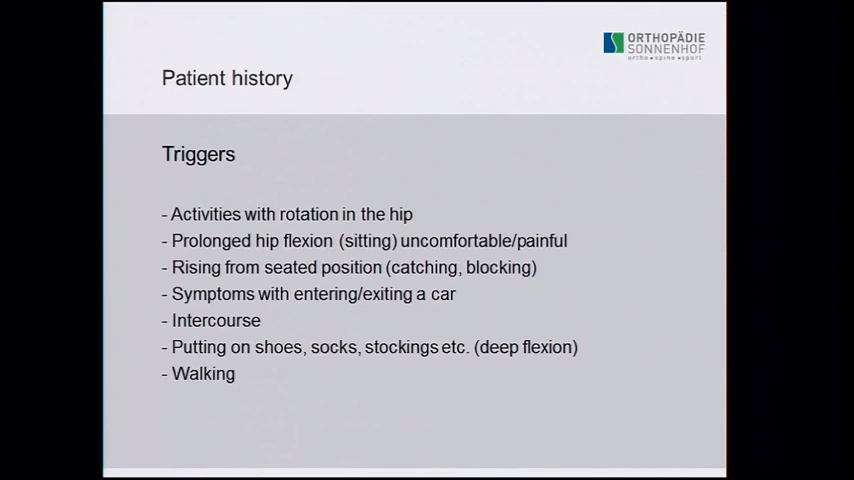 ORTHOPÄDIE
SONNENHOF
ortho • spine • sport
Patient history
Triggers
- Activities with rotation in the hip
- Prolonged hip flexion (sitting) uncomfortable/painful
- Rising from seated position (catching, blocking)
- Symptoms with entering/exiting a car
- Intercourse
- Putting on shoes, socks, stockings etc. (deep flexion)
- Walking